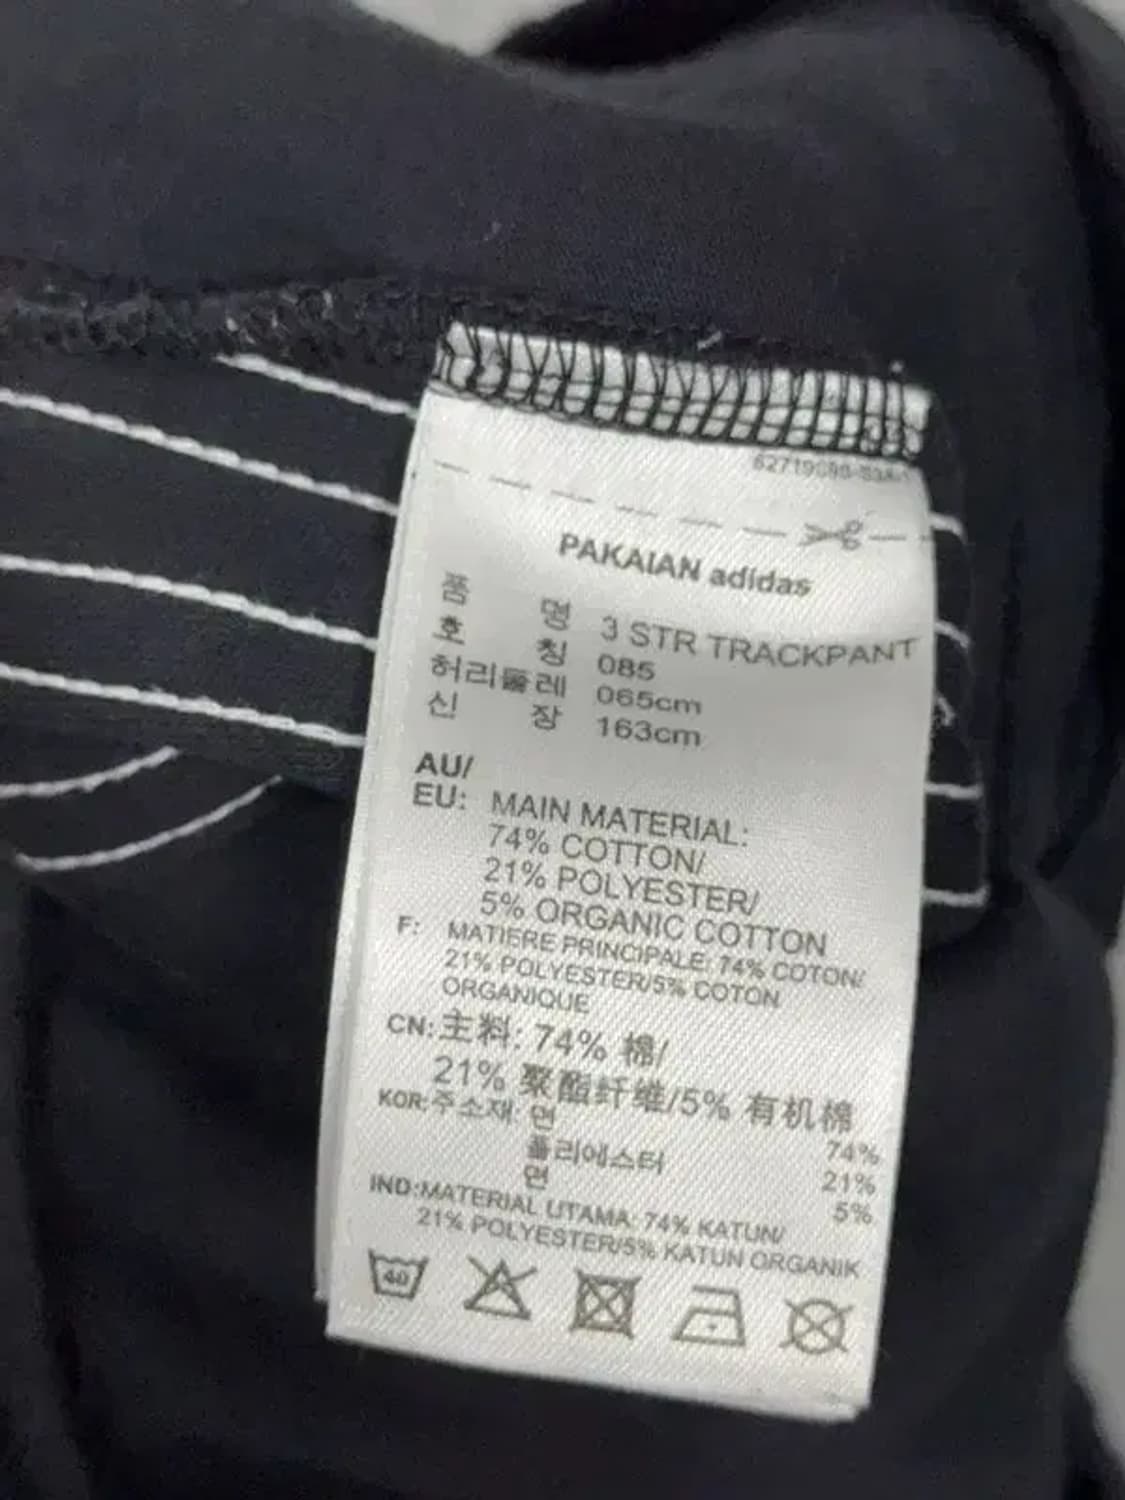 PAKAIAN adidas
품 명 3 STR TRACKPANT
호 칭 085
허리둘레 065cm
신 장 163cm
AU/
EU: MAIN MATERIAL:
74% COTTON/
21% POLYESTER/
5% ORGANIC COTTON
F: MATIERE PRINCIPALE: 74% COTON/
21% POLYESTER/5% COTON
ORGANIQUE
CN: 主料: 74% 棉/
21% 聚酯纤维/5% 有机棉
KOR: 주소재: 면 74%
폴리에스터 21%
면 5%
IND: MATERIAL UTAMA: 74% KATUN/
21% POLYESTER/5% KATUN ORGANIK
40